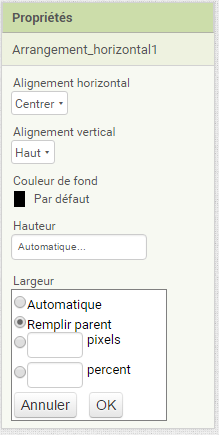 Propriétés
Arrangement_horizontal1
Alignement horizontal
Centrer
Alignement vertical
Haut
Couleur de fond
Par défaut
Hauteur
Automatique...
Largeur
Automatique
Remplir parent
pixels
percent
Annuler OK